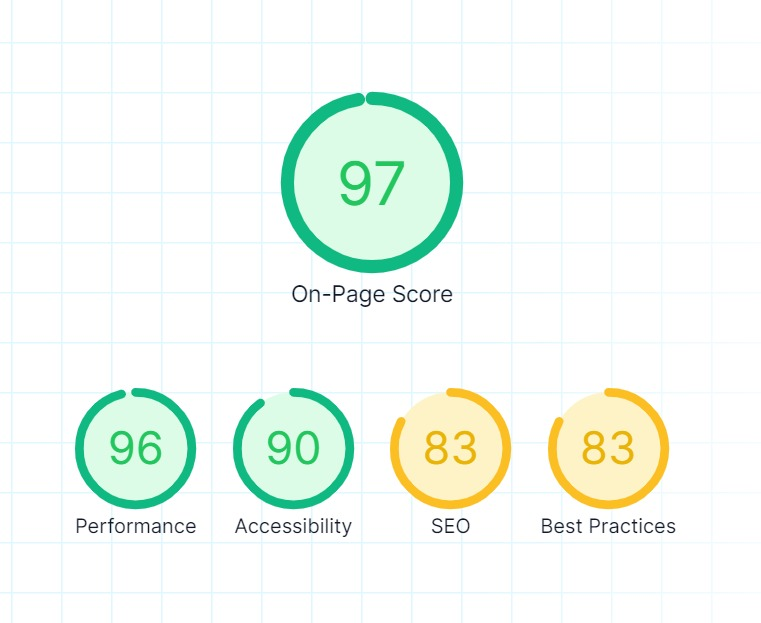 97
On-Page Score
96
90
83
83
Performance
Accessibility
SEO
Best Practices